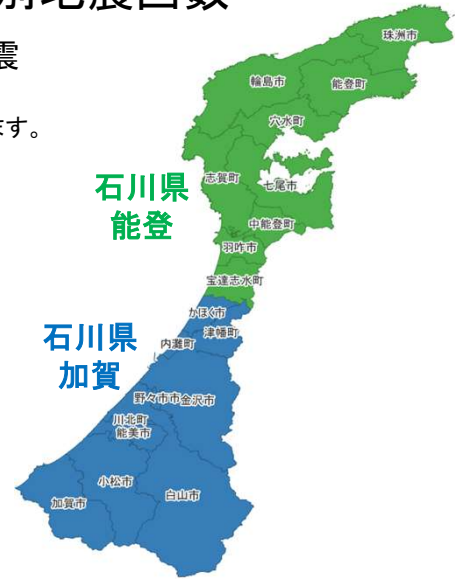 別地震回数
震
ます。
珠洲市
輪島市
能登町
穴水町
志賀町
七尾市
石川県
能登
中能登町
羽咋市
宝達志水町
かほく市
津幡町
内灘町
石川県
加賀
野々市市
金沢市
川北町
能美市
小松市
白山市
加賀市